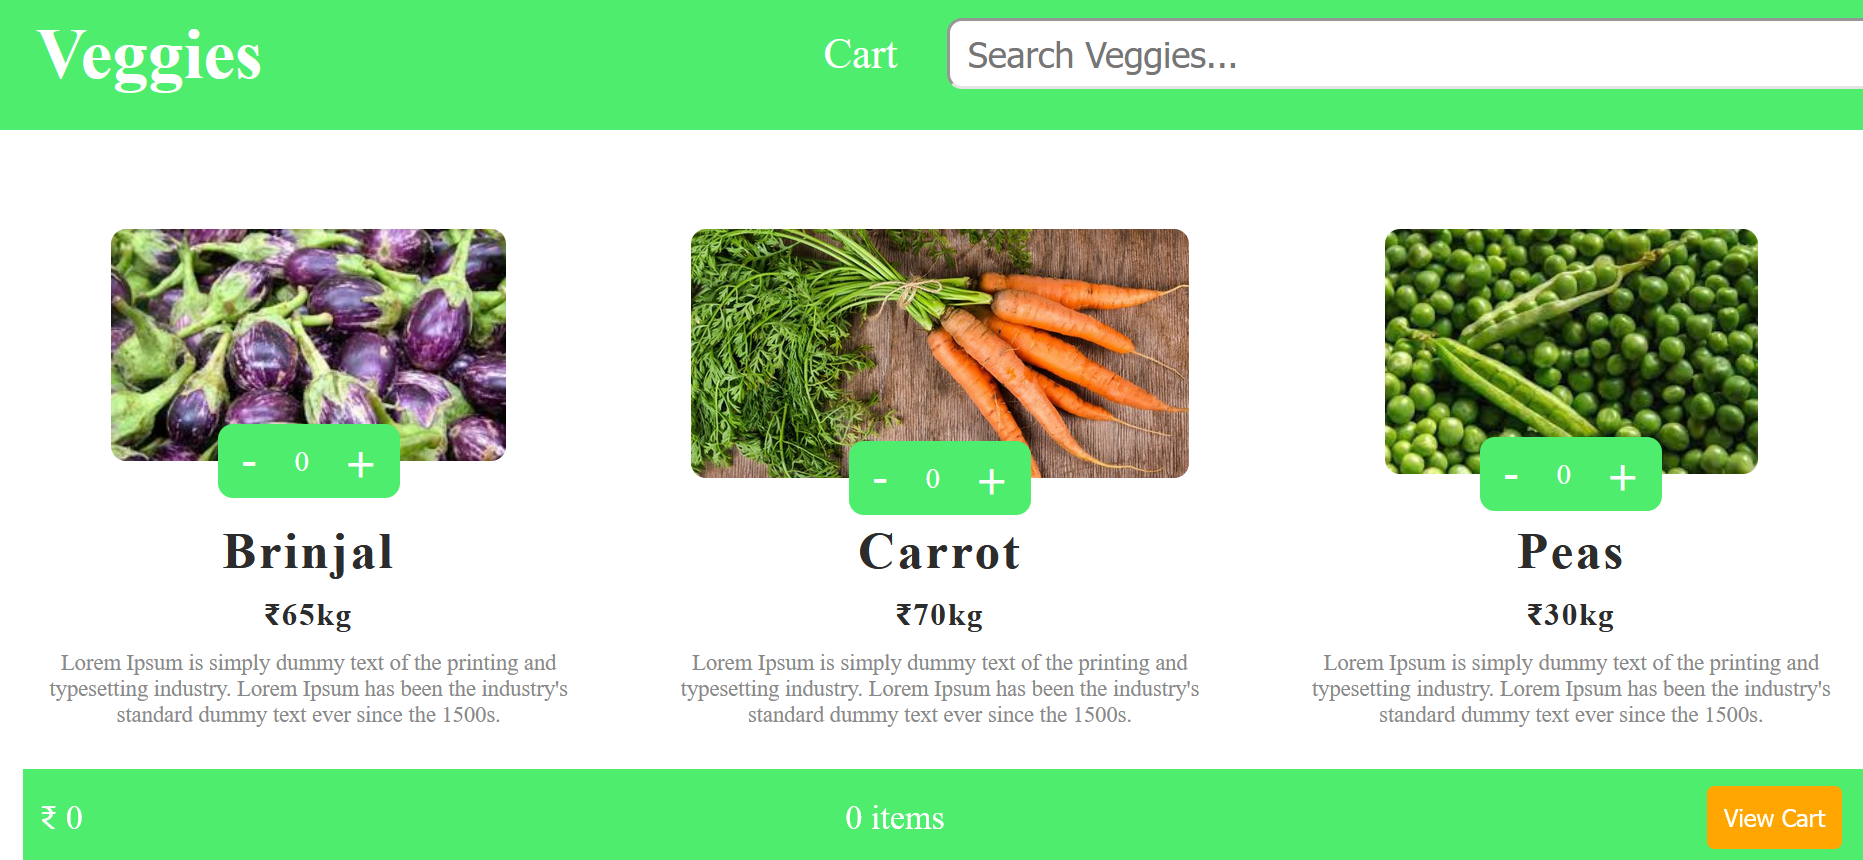 Veggies
Cart
Search Veggies...
- 0 +
- 0 +
- 0 +
Brinjal
Carrot
Peas
₹65kg
₹70kg
₹30kg
Lorem Ipsum is simply dummy text of the printing and
typesetting industry. Lorem Ipsum has been the industry's
standard dummy text ever since the 1500s.
Lorem Ipsum is simply dummy text of the printing and
typesetting industry. Lorem Ipsum has been the industry's
standard dummy text ever since the 1500s.
Lorem Ipsum is simply dummy text of the printing and
typesetting industry. Lorem Ipsum has been the industry's
standard dummy text ever since the 1500s.
₹ 0
0 items
View Cart